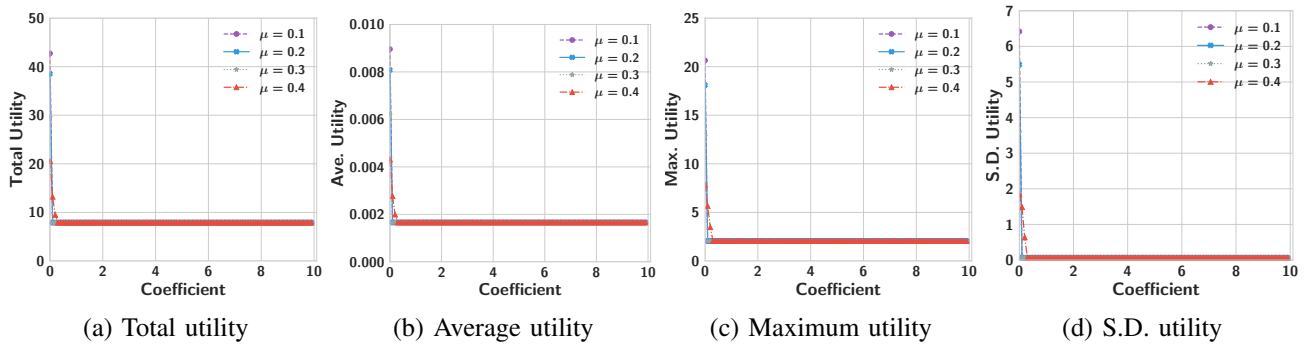 50
40
30
20
10
0
Total Utility
0 2 4 6 8 10
Coefficient
μ = 0.1
μ = 0.2
μ = 0.3
μ = 0.4
(a) Total utility
0.010
0.008
0.006
0.004
0.002
0.000
Ave. Utility
0 2 4 6 8 10
Coefficient
μ = 0.1
μ = 0.2
μ = 0.3
μ = 0.4
(b) Average utility
25
20
15
10
5
0
Max. Utility
0 2 4 6 8 10
Coefficient
μ = 0.1
μ = 0.2
μ = 0.3
μ = 0.4
(c) Maximum utility
7
6
5
4
3
2
1
0
S.D. Utility
0 2 4 6 8 10
Coefficient
μ = 0.1
μ = 0.2
μ = 0.3
μ = 0.4
(d) S.D. utility